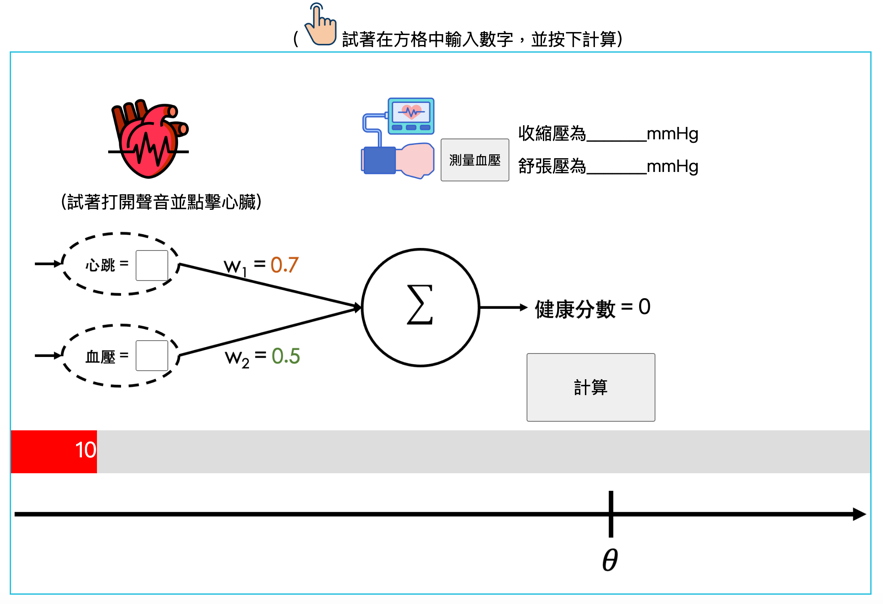 ( 試著在方格中輸入數字，並按下計算)
收縮壓為______mmHg
測量血壓
舒張壓為______mmHg
(試著打開聲音並點擊心臟)
心跳 =
w₁ = 0.7
∑
健康分數 = 0
血壓 =
w₂ = 0.5
計算
10
θ